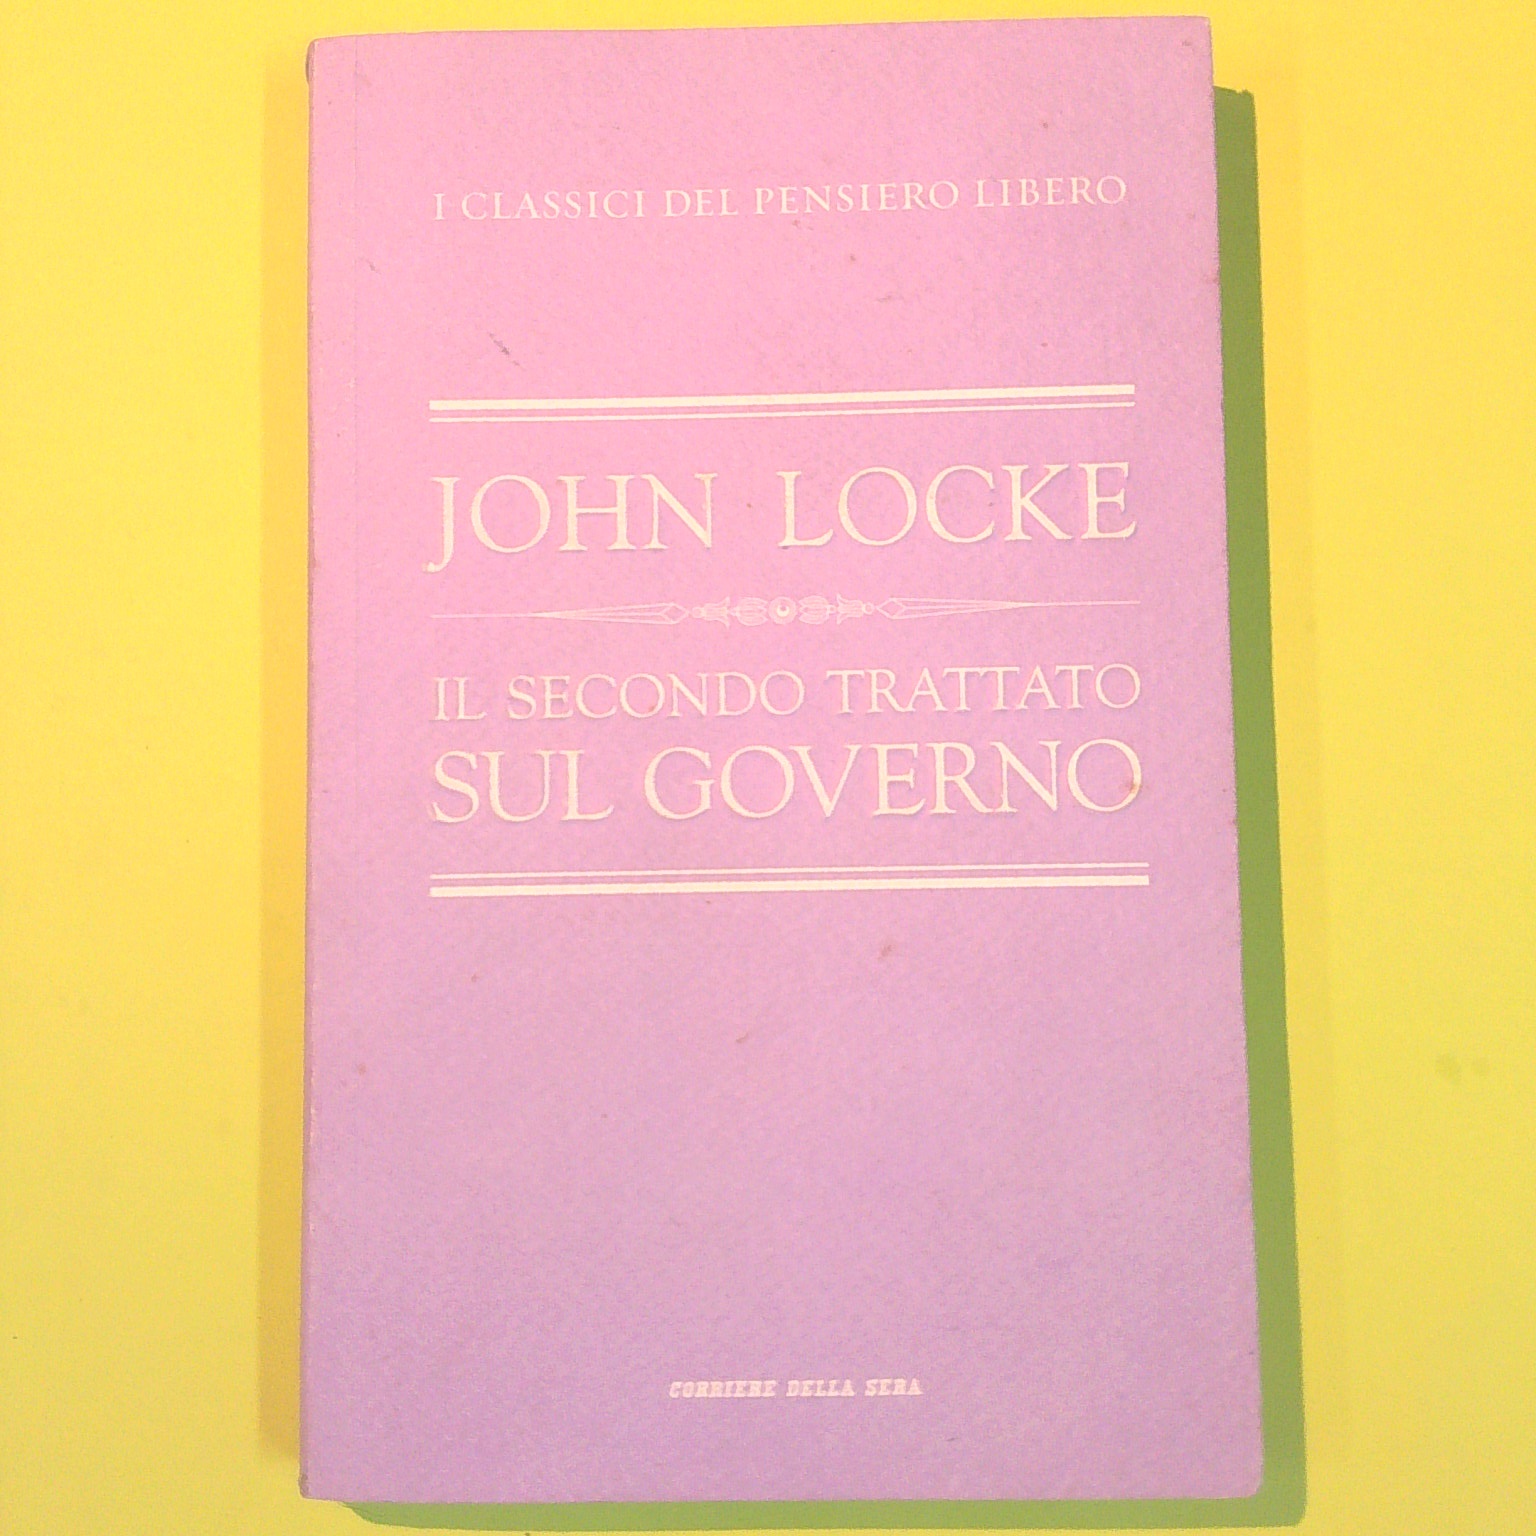 I CLASSICI DEL PENSIERO LIBERO
JOHN LOCKE
IL SECONDO TRATTATO
SUL GOVERNO
CORRIERE DELLA SERA